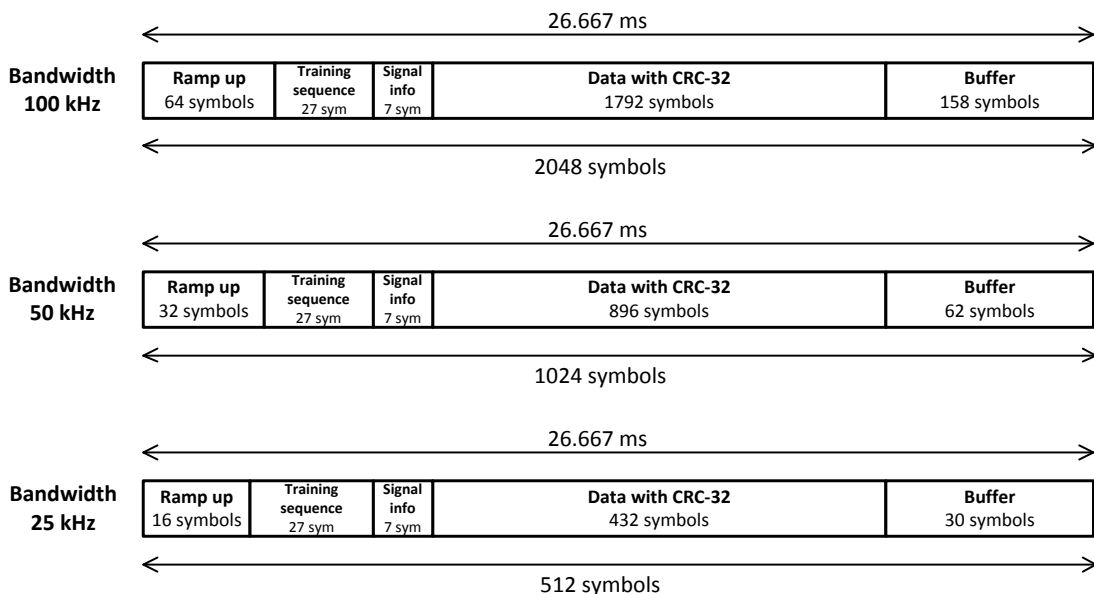 26.667 ms
Bandwidth
100 kHz
Ramp up
64 symbols
Training
sequence
27 sym
Signal
info
7 sym
Data with CRC-32
1792 symbols
Buffer
158 symbols
2048 symbols
26.667 ms
Bandwidth
50 kHz
Ramp up
32 symbols
Training
sequence
27 sym
Signal
info
7 sym
Data with CRC-32
896 symbols
Buffer
62 symbols
1024 symbols
26.667 ms
Bandwidth
25 kHz
Ramp up
16 symbols
Training
sequence
27 sym
Signal
info
7 sym
Data with CRC-32
432 symbols
Buffer
30 symbols
512 symbols